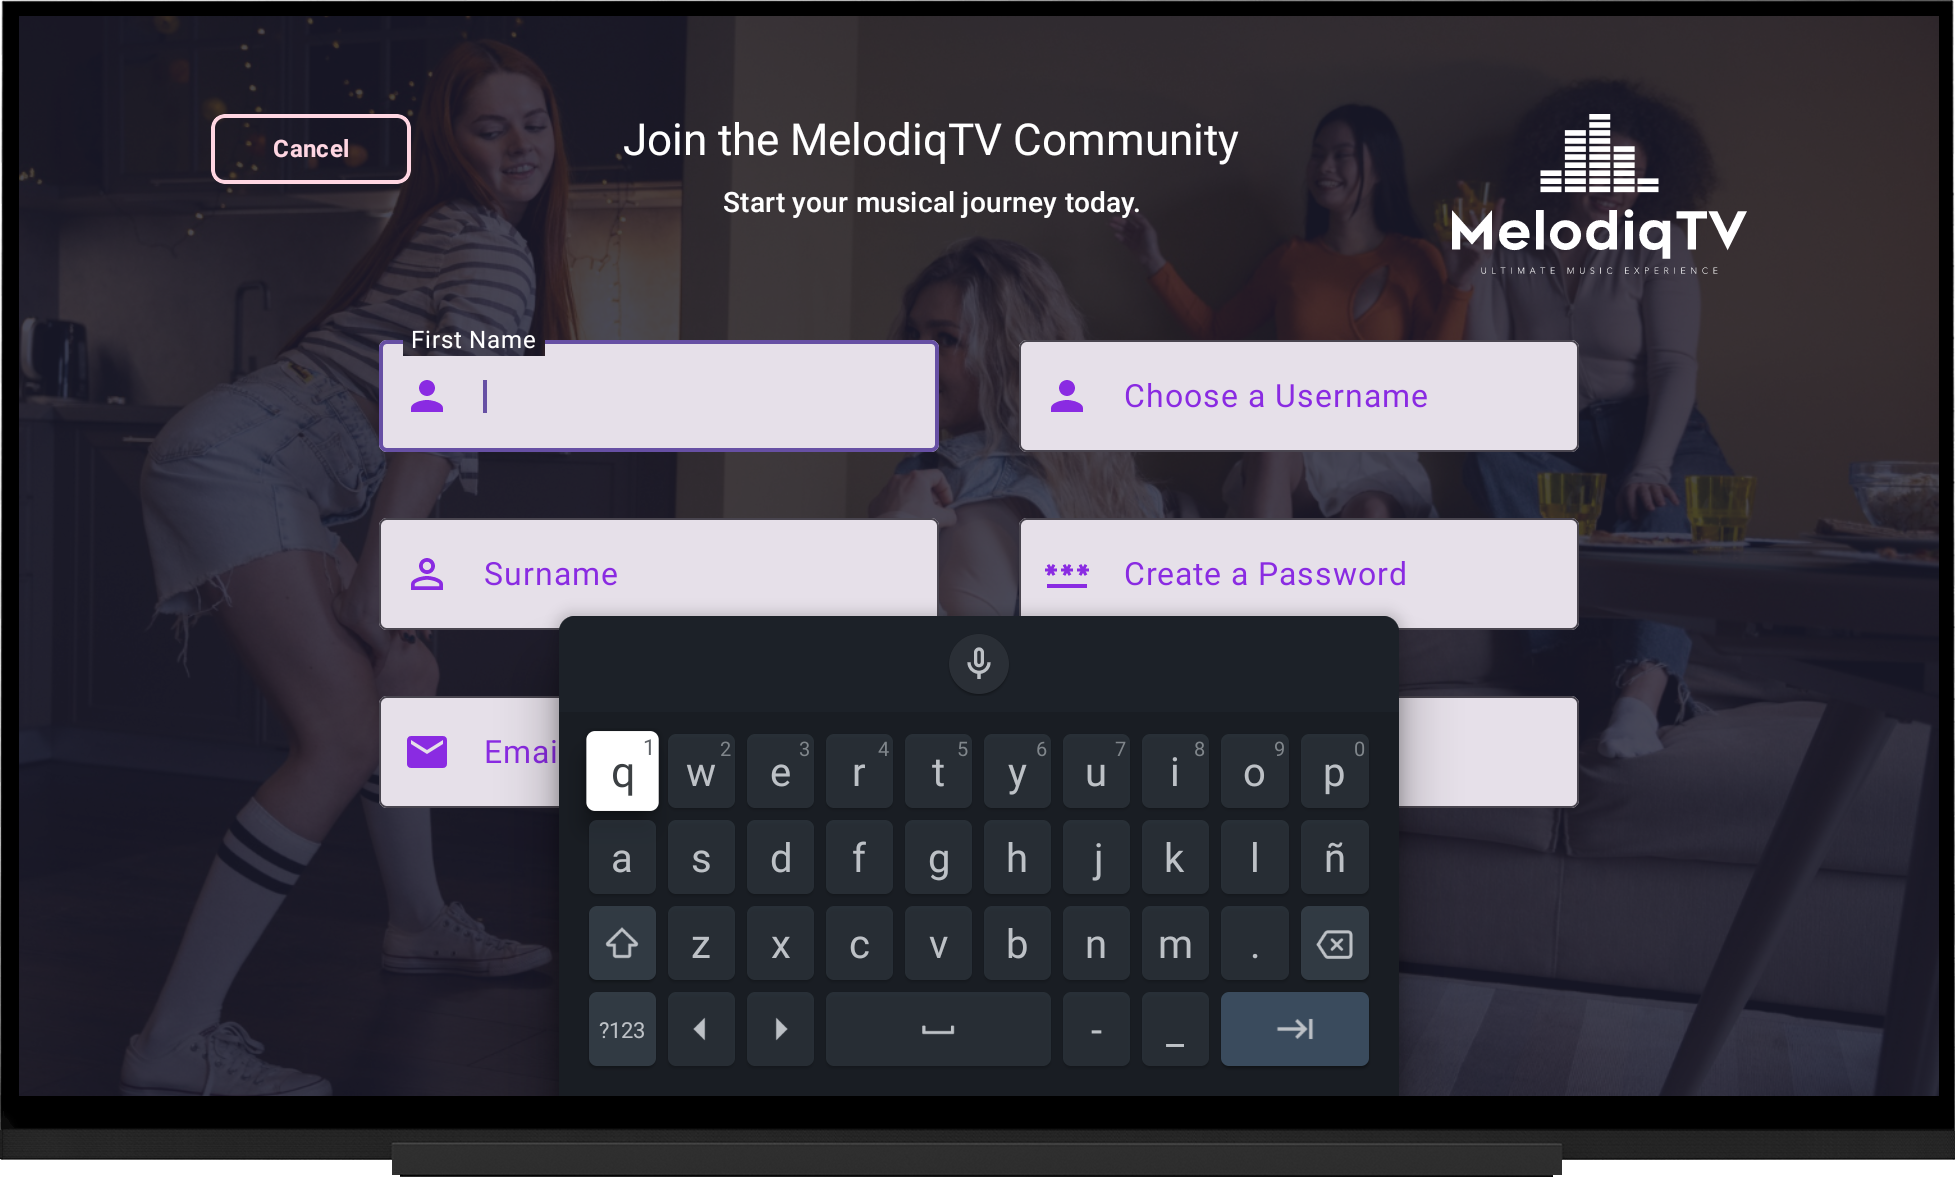 Cancel
Join the MelodiqTV Community
Start your musical journey today.
MelodiqTV
ULTIMATE MUSIC EXPERIENCE
First Name
Choose a Username
Surname
*** Create a Password
Emai
q 1 w 2 e 3 r 4 t 5 y 6 u 7 i 8 o 9 p 0
a s d f g h j k l ñ
z x c v b n m .
?123 - _